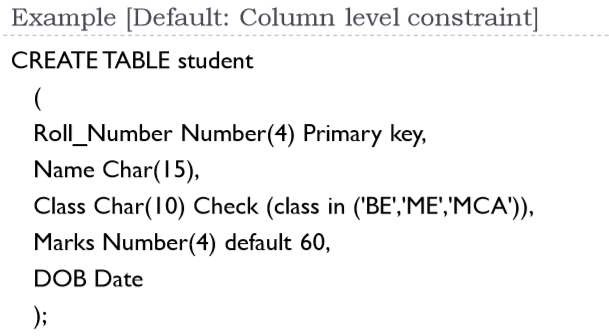 Example [Default: Column level constraint]
CREATE TABLE student
(
Roll_Number Number(4) Primary key,
Name Char(15),
Class Char(10) Check (class in ('BE','ME','MCA')),
Marks Number(4) default 60,
DOB Date
);